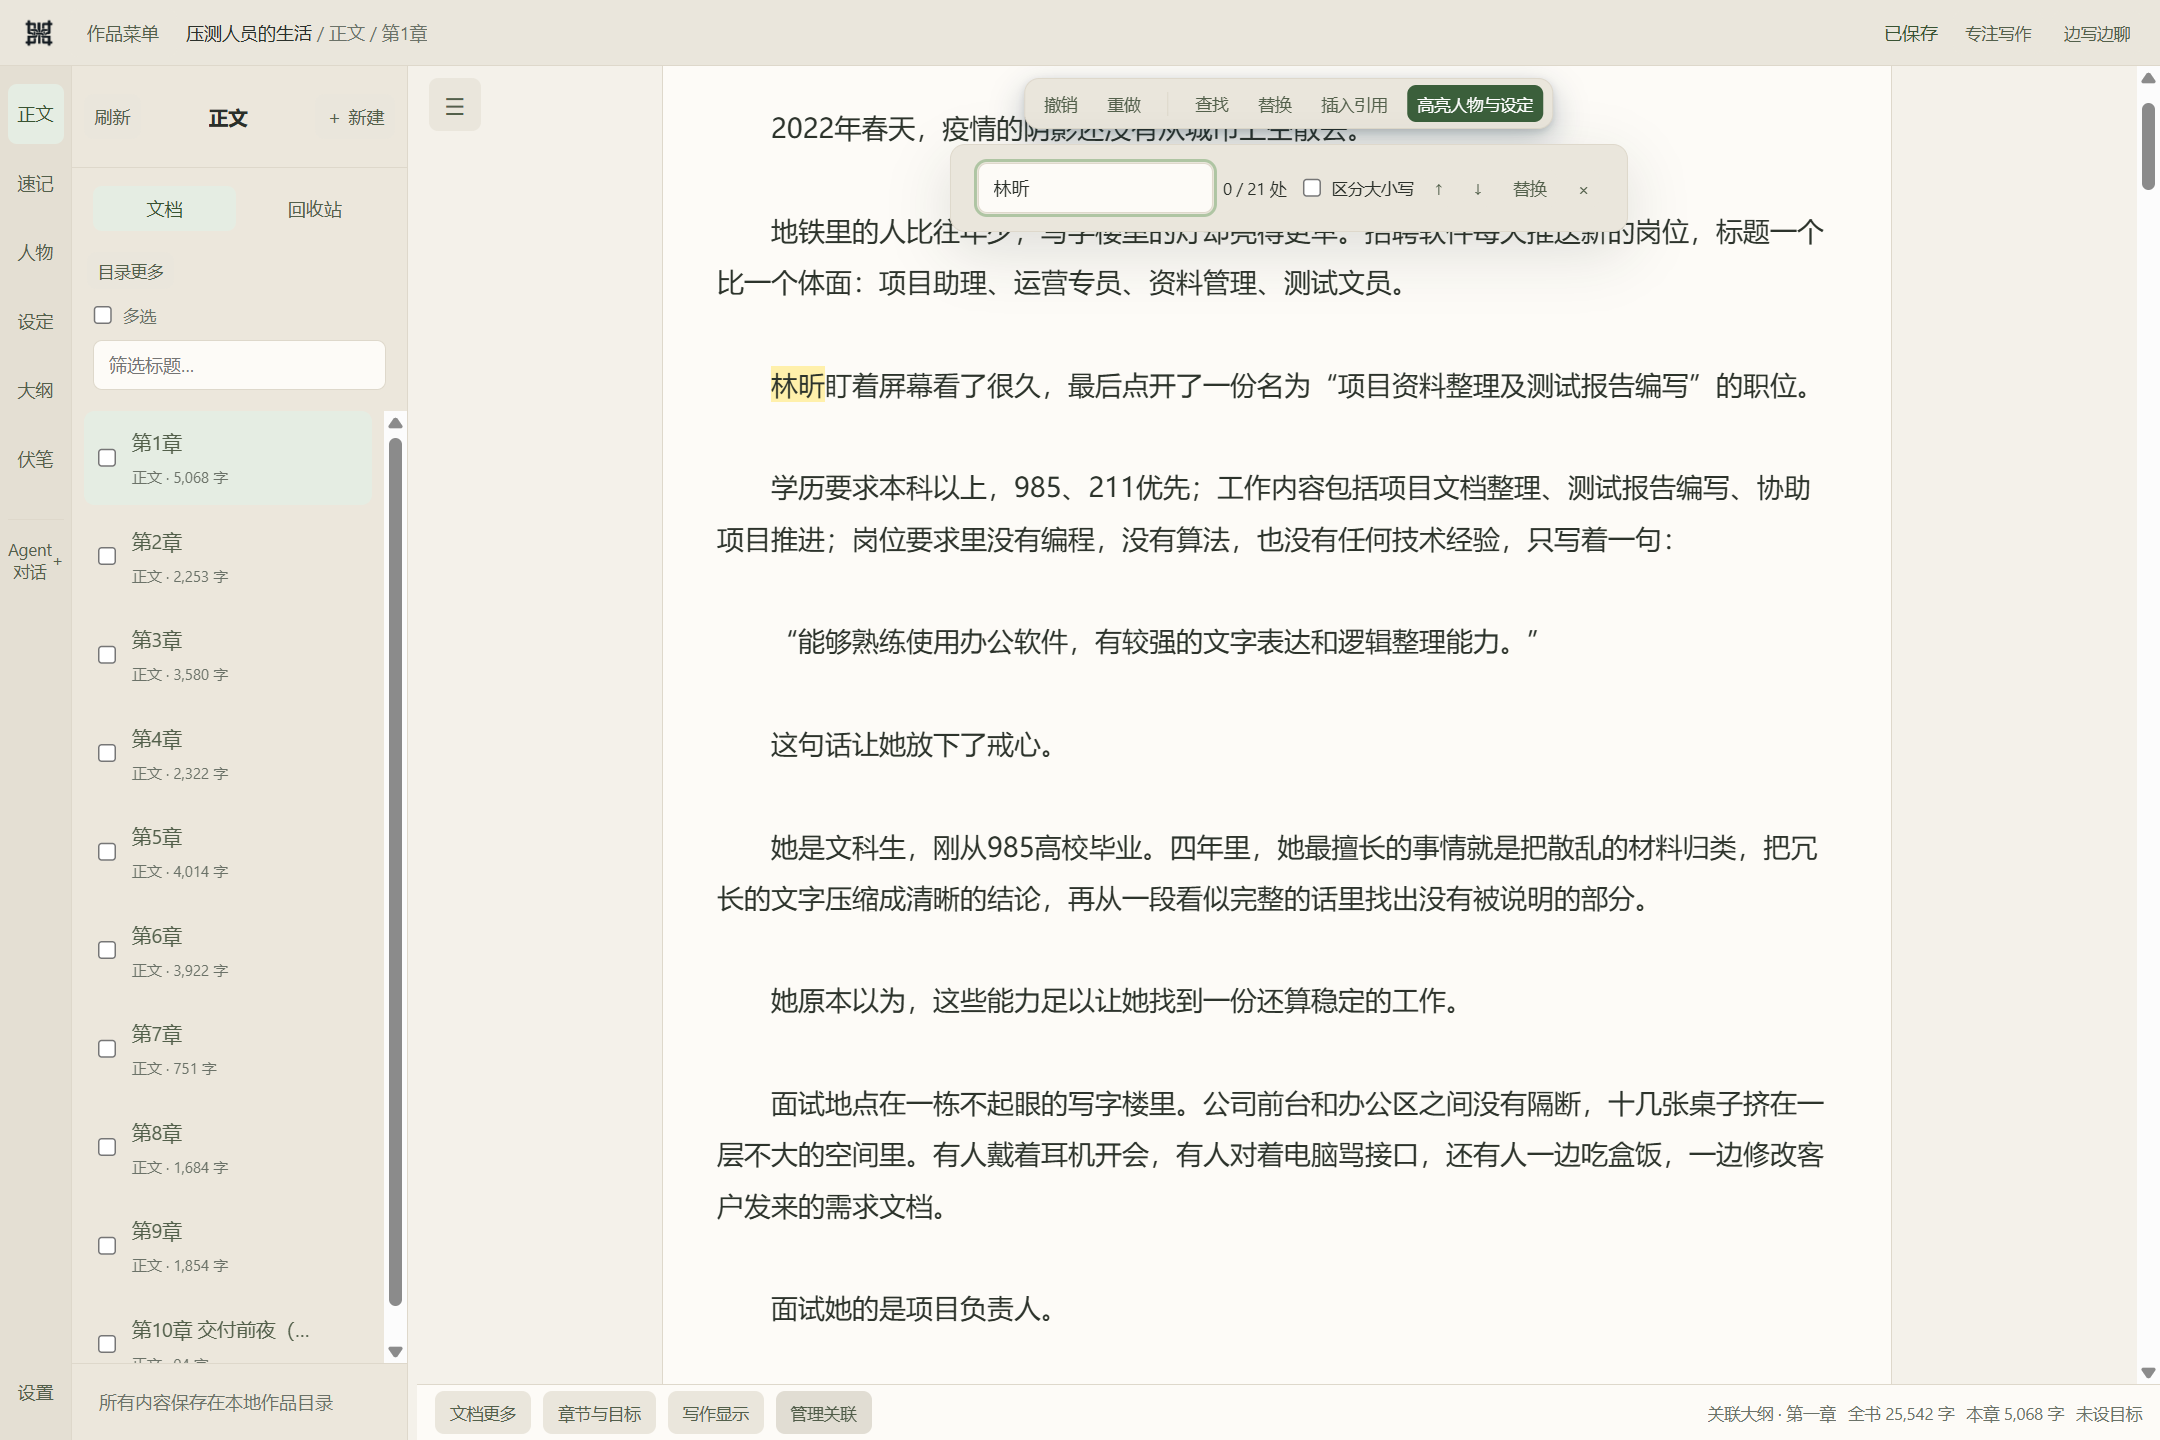 作品菜单 压测人员的生活 / 正文 / 第1章 已保存 专注写作 边写边聊
正文
速记
人物
设定
大纲
伏笔
Agent +
对话
设置
刷新 正文 + 新建
文档 回收站
目录更多
多选
筛选标题...
第1章
正文 · 5,068 字
第2章
正文 · 2,253 字
第3章
正文 · 3,580 字
第4章
正文 · 2,322 字
第5章
正文 · 4,014 字
第6章
正文 · 3,922 字
第7章
正文 · 751 字
第8章
正文 · 1,684 字
第9章
正文 · 1,854 字
第10章 交付前夜（...
所有内容保存在本地作品目录
撤销 重做 查找 替换 插入引用 高亮人物与设定
林昕 0 / 21 处 区分大小写 ↑ ↓ 替换 ×
2022年春天，疫情的
地铁里的人比往 的岗位，标题一个
比一个体面：项目助理、运营专员、资料管理、测试文员。
林昕盯着屏幕看了很久，最后点开了一份名为“项目资料整理及测试报告编写”的职位。
学历要求本科以上，985、211优先；工作内容包括项目文档整理、测试报告编写、协助
项目推进；岗位要求里没有编程，没有算法，也没有任何技术经验，只写着一句：
“能够熟练使用办公软件，有较强的文字表达和逻辑整理能力。”
这句话让她放下了戒心。
她是文科生，刚从985高校毕业。四年里，她最擅长的事情就是把散乱的材料归类，把冗
长的文字压缩成清晰的结论，再从一段看似完整的话里找出没有被说明的部分。
她原本以为，这些能力足以让她找到一份还算稳定的工作。
面试地点在一栋不起眼的写字楼里。公司前台和办公区之间没有隔断，十几张桌子挤在一
层不大的空间里。有人戴着耳机开会，有人对着电脑骂接口，还有人一边吃盒饭，一边修改客
户发来的需求文档。
面试她的是项目负责人。
文档更多 章节与目标 写作显示 管理关联 关联大纲 · 第一章 全书 25,542 字 本章 5,068 字 未设目标